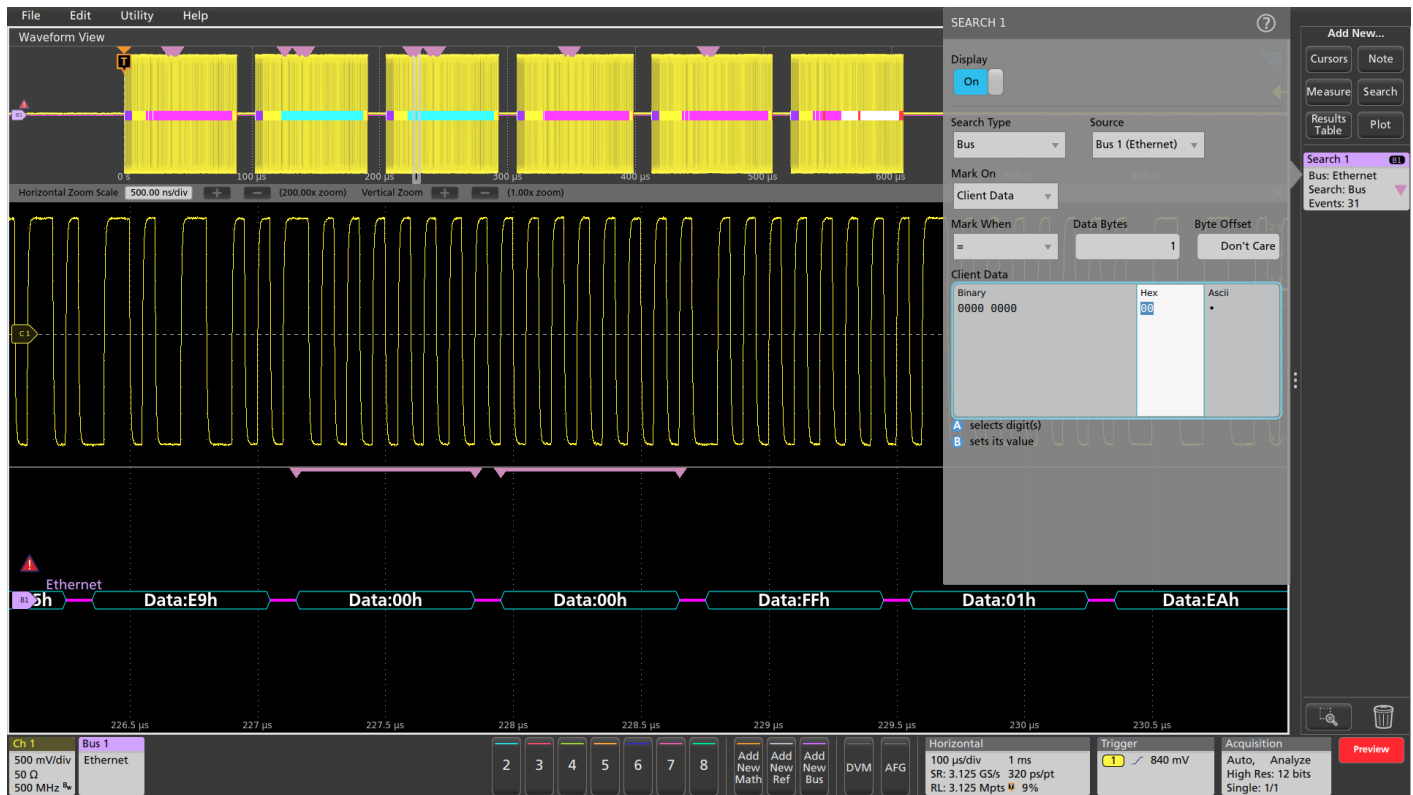 File Edit Utility Help
Waveform View
T
B1
0 s 100 µs 200 µs 300 µs 400 µs 500 µs 600 µs
Horizontal Zoom Scale 500.00 ns/div + − (200.00x zoom) Vertical Zoom + − (1.00x zoom)
C1
Ethernet
B1 5h Data:E9h Data:00h Data:00h Data:FFh Data:01h Data:EAh
226.5 µs 227 µs 227.5 µs 228 µs 228.5 µs 229 µs 229.5 µs 230 µs 230.5 µs
SEARCH 1 ?
Display
On
Search Type Source
Bus Bus 1 (Ethernet)
Mark On
Client Data
Mark When Data Bytes Byte Offset
= 1 Don't Care
Client Data
Binary Hex Ascii
0000 0000 00 •
A selects digit(s)
B sets its value
Add New...
Cursors Note
Measure Search
Results Table Plot
Search 1 B1
Bus: Ethernet
Search: Bus
Events: 31
Ch 1
500 mV/div
50 Ω
500 MHz Bw
Bus 1
Ethernet
2 3 4 5 6 7 8
Add New Math
Add New Ref
Add New Bus
DVM AFG
Horizontal
100 µs/div 1 ms
SR: 3.125 GS/s 320 ps/pt
RL: 3.125 Mpts 9%
Trigger
1 840 mV
Acquisition
Auto, Analyze
High Res: 12 bits
Single: 1/1
Preview